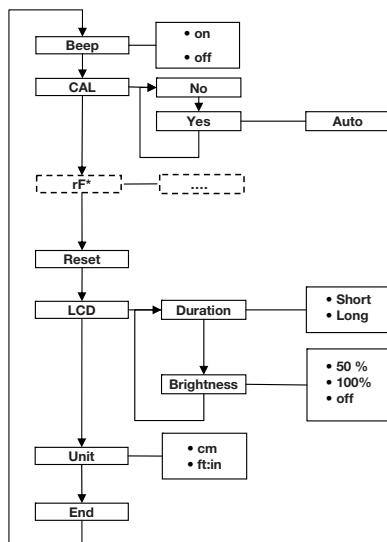 Beep
• on
• off
CAL
No
Yes
Auto
rF*
....
Reset
LCD
Duration
• Short
• Long
Brightness
• 50 %
• 100%
• off
Unit
• cm
• ft:in
End